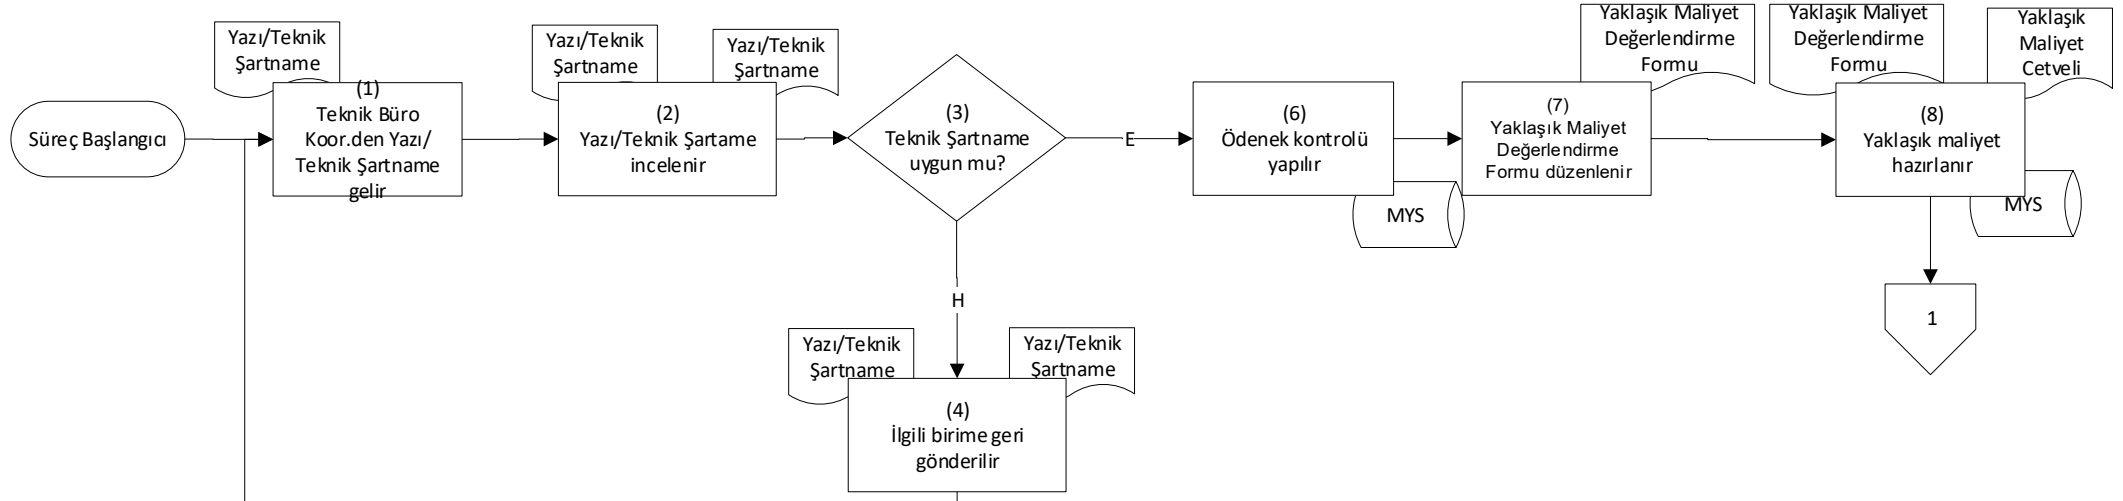 Süreç Başlangıcı
Yazı/Teknik
Şartname
(1)
Teknik Büro
Koor.den Yazı/
Teknik Şartname
gelir
Yazı/Teknik
Şartname
Yazı/Teknik
Şartname
(2)
Yazı/Teknik Şartame
incelenir
(3)
Teknik Şartname
uygun mu?
E
H
Yazı/Teknik
Şartname
Yazı/Teknik
Şartname
(4)
İlgili birime geri
gönderilir
(6)
Ödenek kontrolü
yapılır
MYS
Yaklaşık Maliyet
Değerlendirme
Formu
(7)
Yaklaşık Maliyet
Değerlendirme
Formu düzenlenir
Yaklaşık Maliyet
Değerlendirme
Formu
Yaklaşık
Maliyet
Cetveli
(8)
Yaklaşık maliyet
hazırlanır
MYS
1